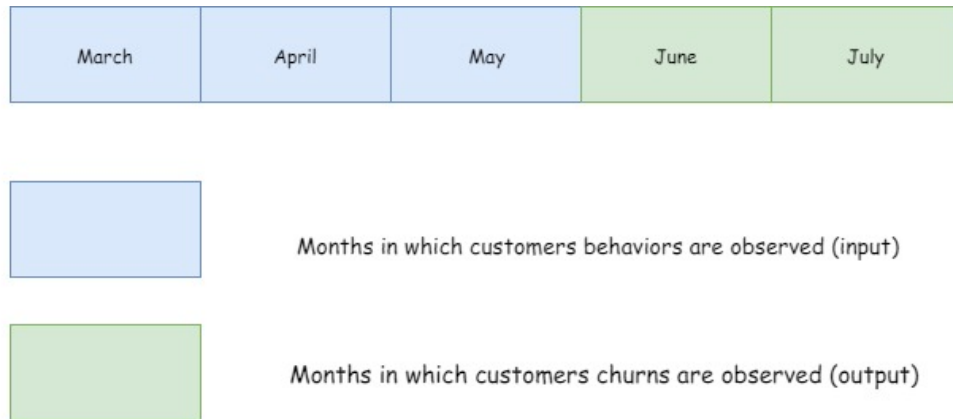 March April May June July
Months in which customers behaviors are observed (input)
Months in which customers churns are observed (output)